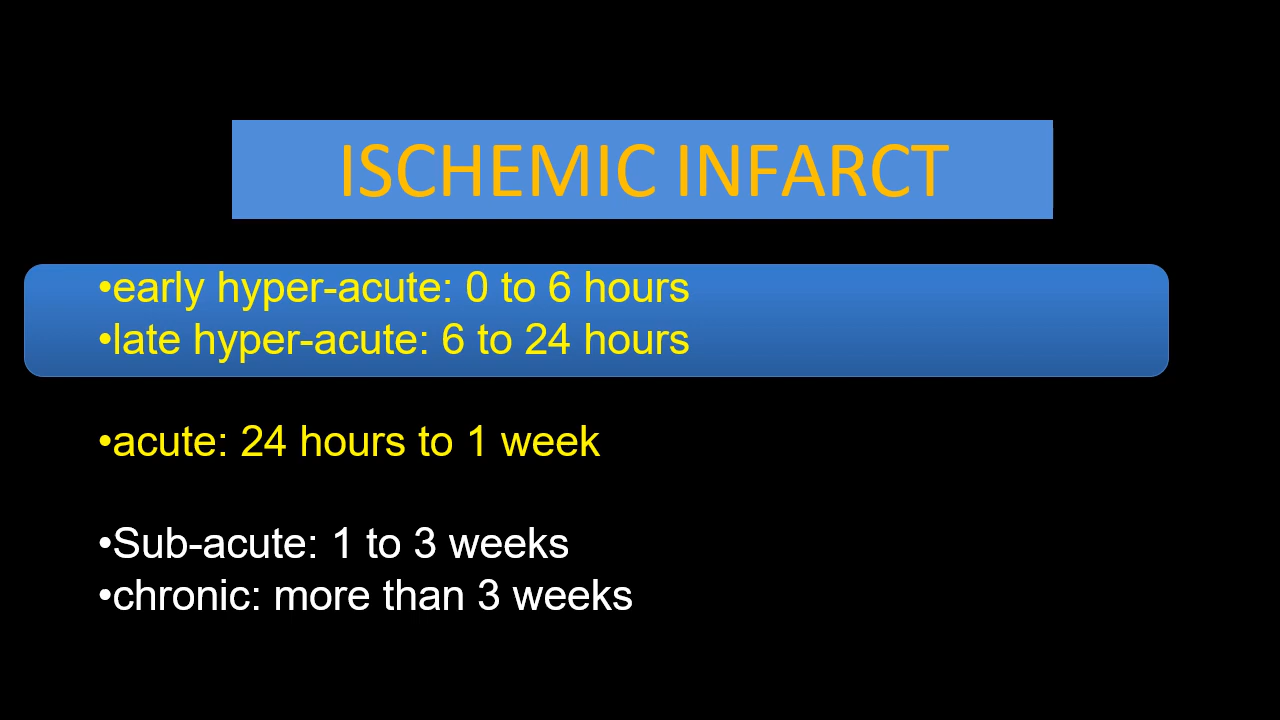 ISCHEMIC INFARCT
•early hyper-acute: 0 to 6 hours
•late hyper-acute: 6 to 24 hours
•acute: 24 hours to 1 week
•Sub-acute: 1 to 3 weeks
•chronic: more than 3 weeks